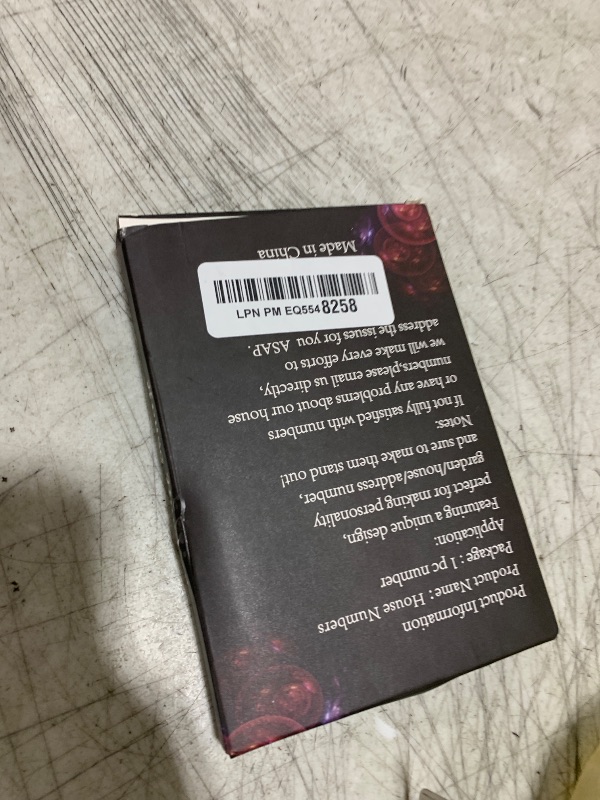 Product Information
Product Name: House Numbers
Package: 1 pc number
Application:
Featuring a unique design,
perfect for making personality
garden/house/address number,
and sure to make them stand out!
Notes:
If not fully satisfied with numbers
or have any problems about our house
numbers,please email us directly,
we will make every efforts to
address the issues for you ASAP.
LPN PM EQ5548258
Made in China